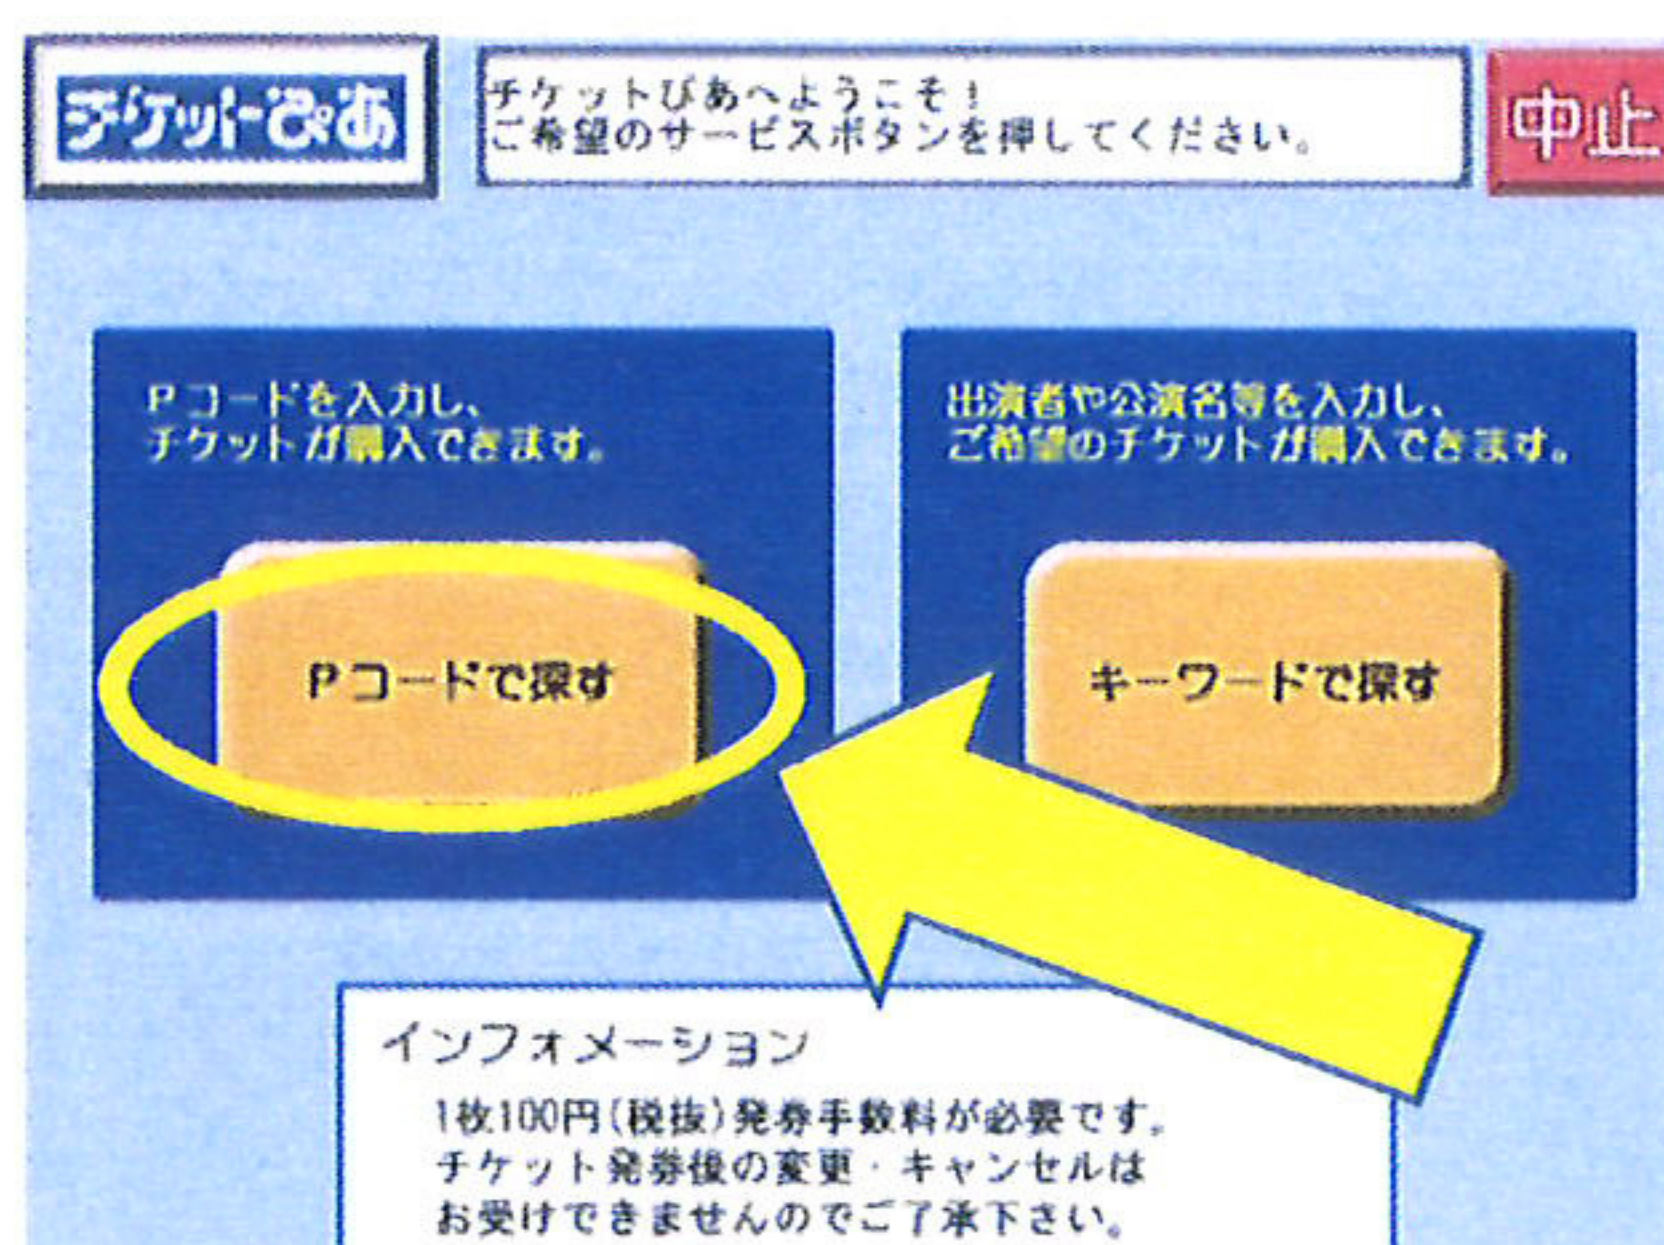 チケットぴあ
チケットぴあへようこそ!
ご希望のサービスボタンを押してください。
中止
Pコードを入力し、
チケットが購入できます。
出演者や公演名等を入力し、
ご希望のチケットが購入できます。
Pコードで探す
キーワードで探す
インフォメーション
1枚100円(税抜)発券手数料が必要です。
チケット発券後の変更・キャンセルは
お受けできませんのでご了承下さい。